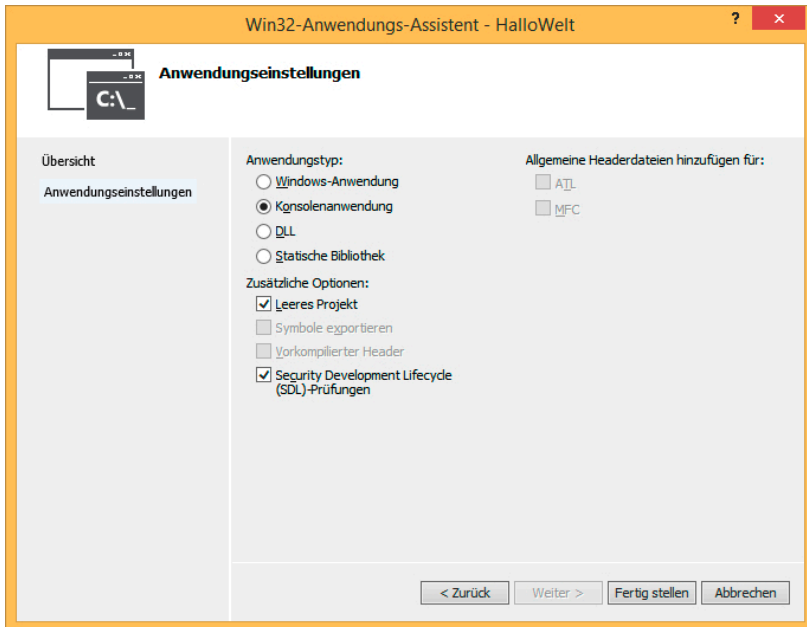 Win32-Anwendungs-Assistent - HalloWelt
?
Anwendungseinstellungen
C:\_
Übersicht
Anwendungseinstellungen
Anwendungstyp:
Windows-Anwendung
Konsolenanwendung
DLL
Statische Bibliothek
Zusätzliche Optionen:
Leeres Projekt
Symbole exportieren
Vorkompilierter Header
Security Development Lifecycle
(SDL)-Prüfungen
Allgemeine Headerdateien hinzufügen für:
ATL
MFC
< Zurück
Weiter >
Fertig stellen
Abbrechen